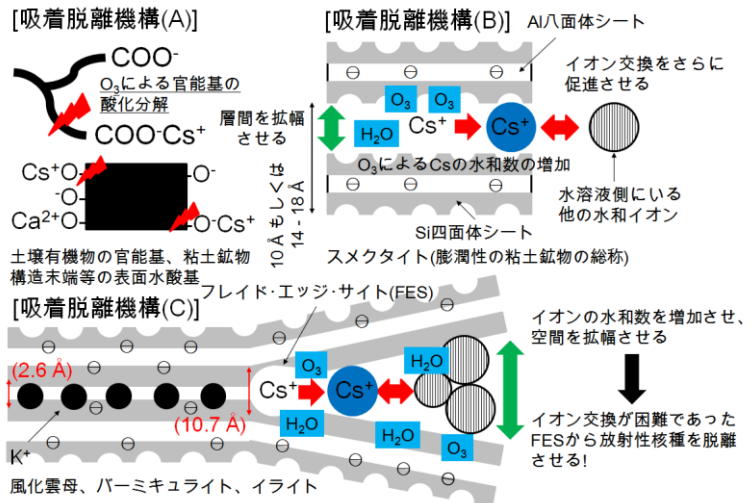 [吸着脱離機構(A)]
COO-
O₃による官能基の
酸化分解
COO-Cs⁺
Cs⁺O
-O
Ca²⁺O
O-
O-Cs⁺
土壌有機物の官能基、粘土鉱物
構造末端等の表面水酸基
[吸着脱離機構(B)]
Al八面体シート
イオン交換をさらに
促進させる
層間を拡幅
させる
O₃
O₃
H₂O
Cs⁺
Cs⁺
O₃によるCsの水和数の増加
10Åもしくは
14 - 18 Å
水溶液側にいる
他の水和イオン
Si四面体シート
スメクタイト(膨潤性の粘土鉱物の総称)
[吸着脱離機構(C)]
フレイド・エッジ・サイト(FES)
(2.6 Å)
(10.7 Å)
K⁺
O₃
Cs⁺
Cs⁺
H₂O
H₂O
H₂O
O₃
イオンの水和数を増加させ、
空間を拡幅させる
イオン交換が困難であった
FESから放射性核種を脱離
させる!
風化雲母、バーミキュライト、イライト